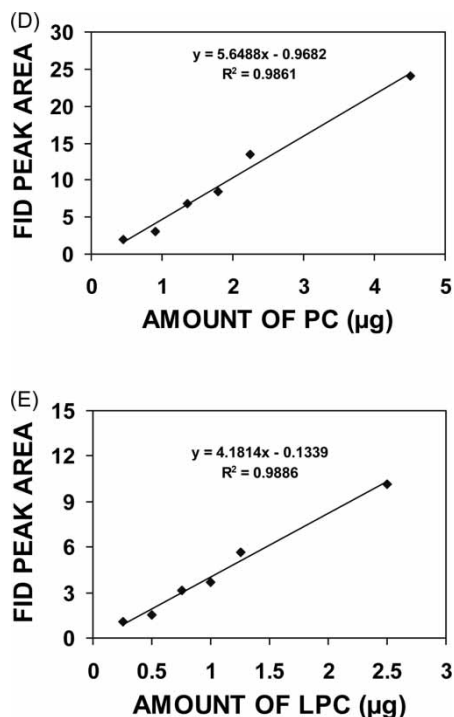 (D)
y = 5.6488x - 0.9682
R² = 0.9861
30
25
20
15
10
5
0
FID PEAK AREA
0 1 2 3 4 5
AMOUNT OF PC (µg)
(E)
y = 4.1814x - 0.1339
R² = 0.9886
15
12
9
6
3
0
FID PEAK AREA
0 0.5 1 1.5 2 2.5 3
AMOUNT OF LPC (µg)